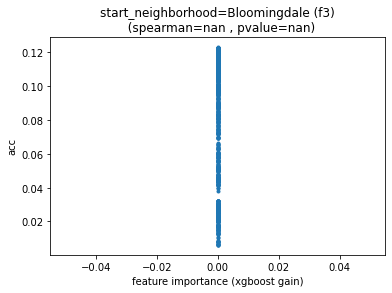 start_neighborhood=Bloomingdale (f3)
(spearman=nan , pvalue=nan)
0.12
0.10
0.08
0.06
0.04
0.02
acc
−0.04
−0.02
0.00
0.02
0.04
feature importance (xgboost gain)